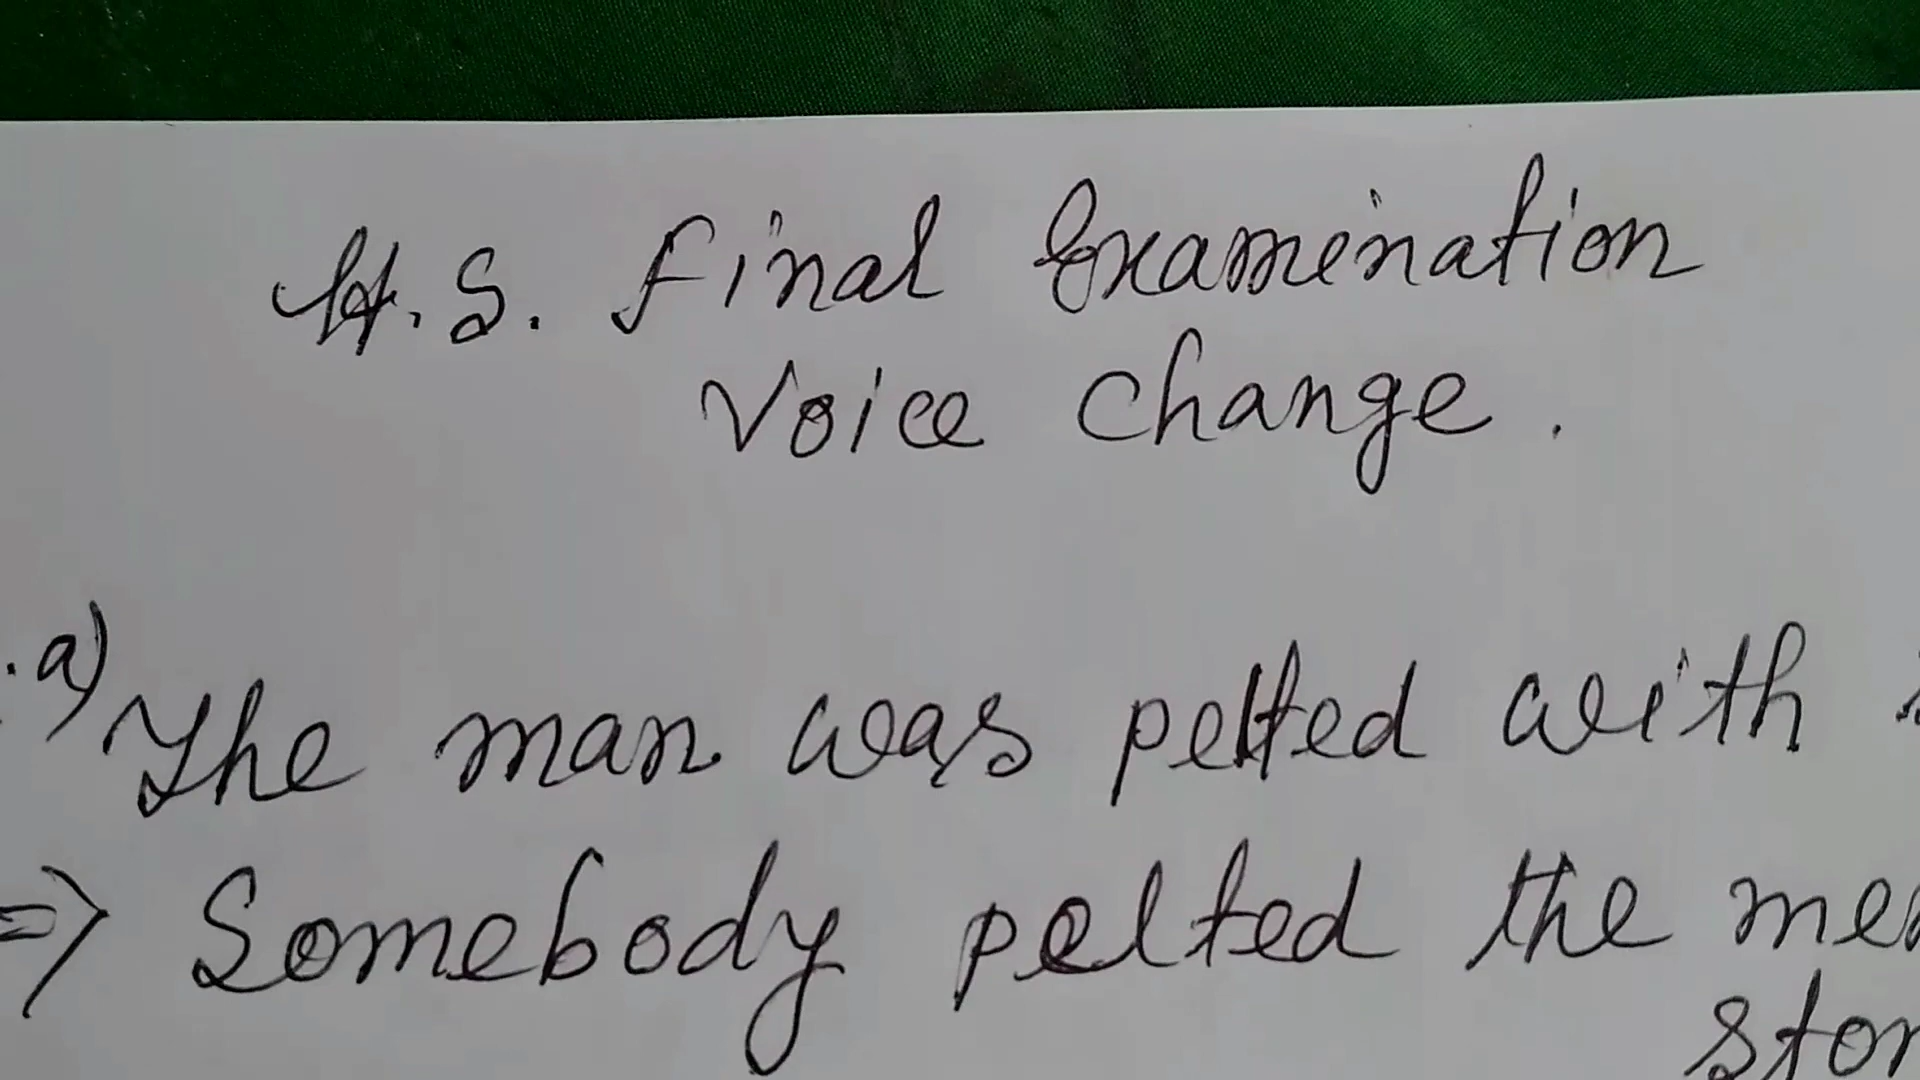 H.S. Final Examination
Voice change.
a) The man was pelted with
=> Somebody pelted the